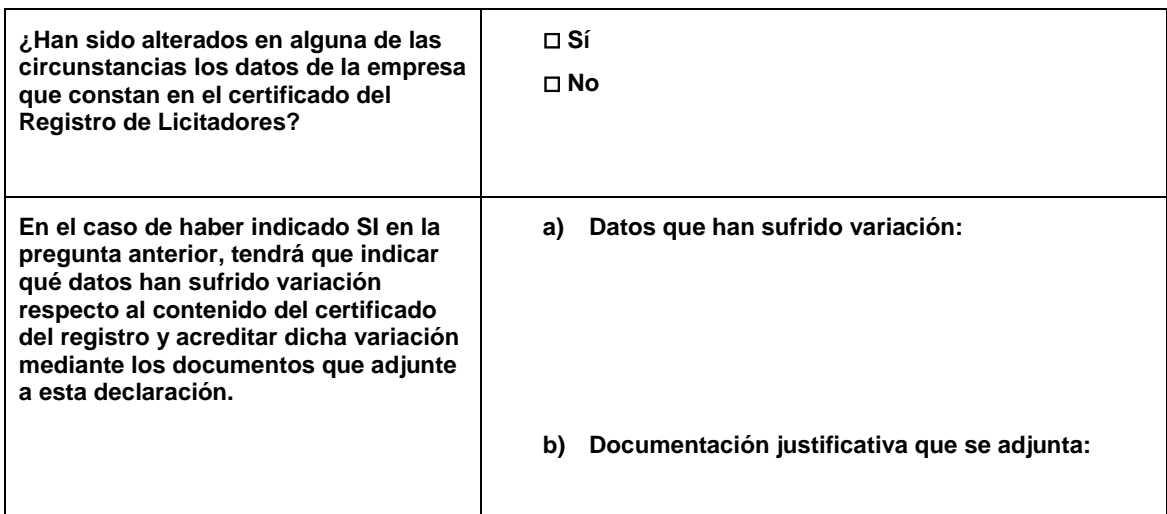 ¿Han sido alterados en alguna de las
circunstancias los datos de la empresa
que constan en el certificado del
Registro de Licitadores?
☐ Sí
☐ No
En el caso de haber indicado SI en la
pregunta anterior, tendrá que indicar
qué datos han sufrido variación
respecto al contenido del certificado
del registro y acreditar dicha variación
mediante los documentos que adjunte
a esta declaración.
a) Datos que han sufrido variación:
b) Documentación justificativa que se adjunta: